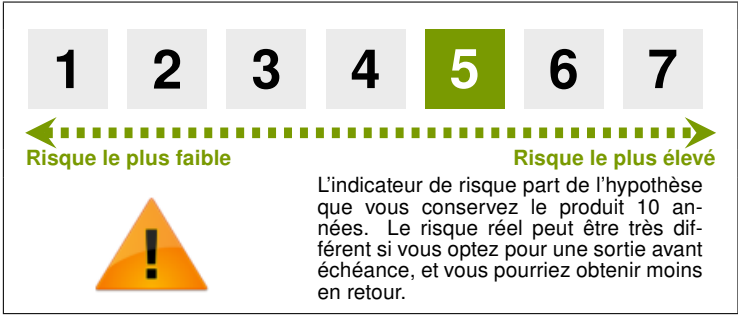 1 2 3 4 5 6 7
Risque le plus faible Risque le plus élevé
L'indicateur de risque part de l'hypothèse
que vous conservez le produit 10 an-
nées. Le risque réel peut être très dif-
férent si vous optez pour une sortie avant
échéance, et vous pourriez obtenir moins
en retour.